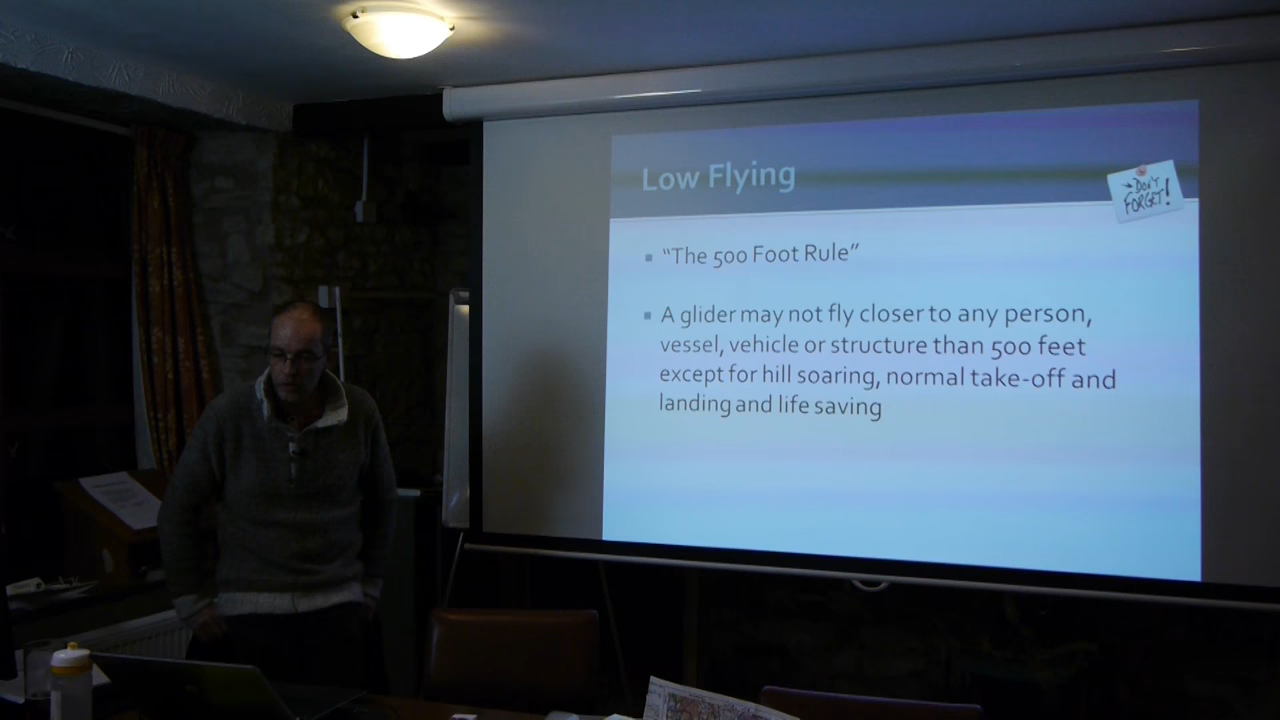 Low Flying
DON'T
FORGET!
“The 500 Foot Rule”
A glider may not fly closer to any person,
vessel, vehicle or structure than 500 feet
except for hill soaring, normal take-off and
landing and life saving